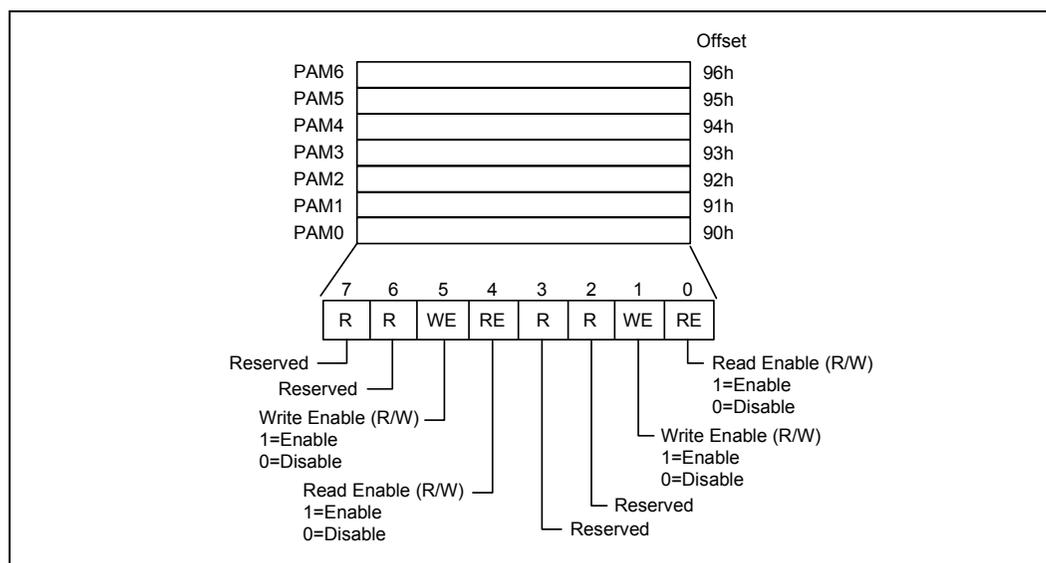 Offset
PAM6 96h
PAM5 95h
PAM4 94h
PAM3 93h
PAM2 92h
PAM1 91h
PAM0 90h
7 6 5 4 3 2 1 0
R R WE RE R R WE RE
Reserved
Reserved
Write Enable (R/W)
1=Enable
0=Disable
Read Enable (R/W)
1=Enable
0=Disable
Reserved
Reserved
Write Enable (R/W)
1=Enable
0=Disable
Read Enable (R/W)
1=Enable
0=Disable